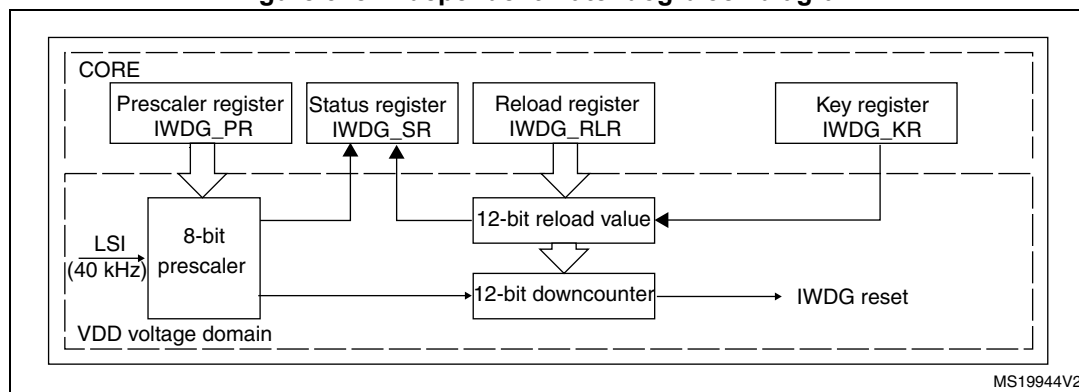 CORE
Prescaler register
IWDG_PR
Status register
IWDG_SR
Reload register
IWDG_RLR
Key register
IWDG_KR
LSI
(40 kHz)
8-bit
prescaler
12-bit reload value
12-bit downcounter
IWDG reset
VDD voltage domain
MS19944V2